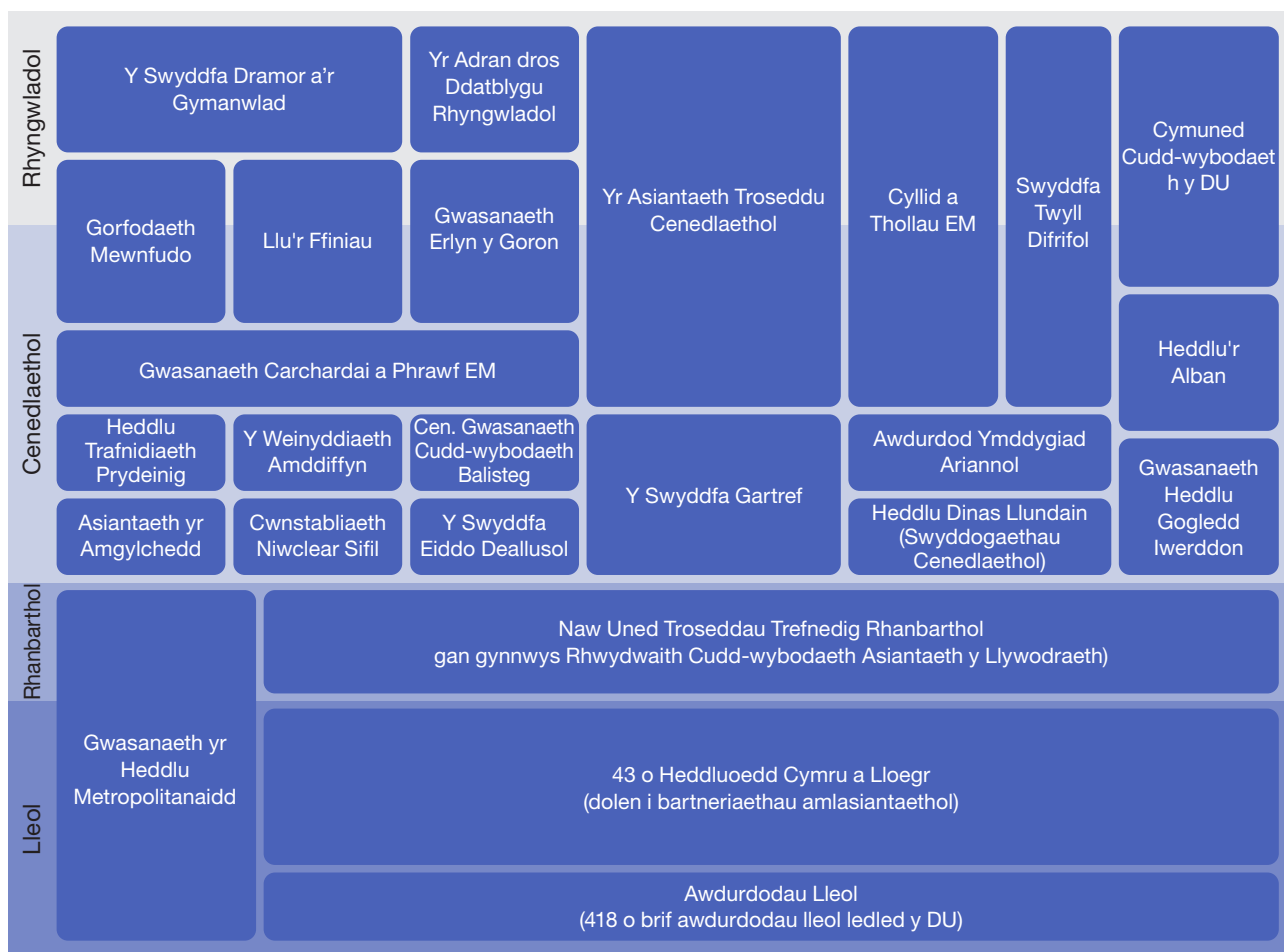 Rhyngwladol
Y Swyddfa Dramor a'r
Gymanwlad
Yr Adran dros
Ddatblygu
Rhyngwladol
Yr Asiantaeth Troseddu
Cenedlaethol
Cyllid a
Thollau EM
Swyddfa
Twyll
Difrifol
Cymuned
Cudd-wybodaet
h y DU
Gorfodaeth
Mewnfudo
Llu'r Ffiniau
Gwasanaeth
Erlyn y Goron
Cenedlaethol
Gwasanaeth Carchardai a Phrawf EM
Heddlu'r
Alban
Heddlu
Trafnidiaeth
Prydeinig
Y Weinyddiaeth
Amddiffyn
Cen. Gwasanaeth
Cudd-wybodaeth
Balisteg
Y Swyddfa Gartref
Awdurdod Ymddygiad
Ariannol
Gwasanaeth
Heddlu
Gogledd
Iwerddon
Asiantaeth yr
Amgylchedd
Cwnstabliaeth
Niwclear Sifil
Y Swyddfa
Eiddo Deallusol
Heddlu Dinas Llundain
(Swyddogaethau
Cenedlaethol)
Rhanbarthol
Gwasanaeth yr
Heddlu
Metropolitanaidd
Naw Uned Troseddau Trefnedig Rhanbarthol
gan gynnwys Rhwydwaith Cudd-wybodaeth Asiantaeth y Llywodraeth)
Lleol
43 o Heddluoedd Cymru a Lloegr
(dolen i bartneriaethau amlasiantaethol)
Awdurdodau Lleol
(418 o brif awdurdodau lleol ledled y DU)